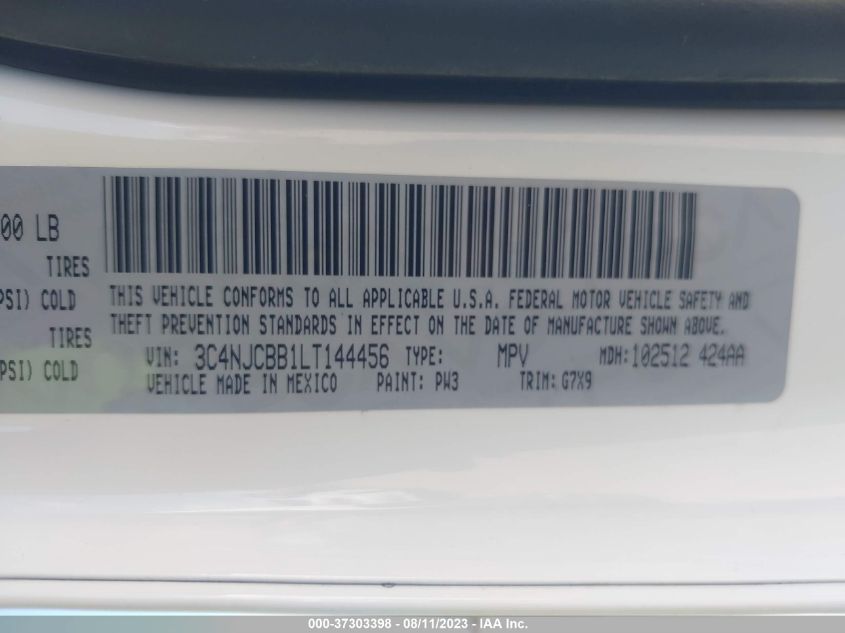 00 LB
TIRES
PSI) COLD
TIRES
PSI) COLD
THIS VEHICLE CONFORMS TO ALL APPLICABLE U.S.A. FEDERAL MOTOR VEHICLE SAFETY AND
THEFT PREVENTION STANDARDS IN EFFECT ON THE DATE OF MANUFACTURE SHOWN ABOVE.
VIN: 3C4NJCBB1LT144456 TYPE: MPV MDH: 102512 424AA
VEHICLE MADE IN MEXICO PAINT: PW3 TRIM: G7X9
000-37303398 - 08/11/2023 - IAA Inc.